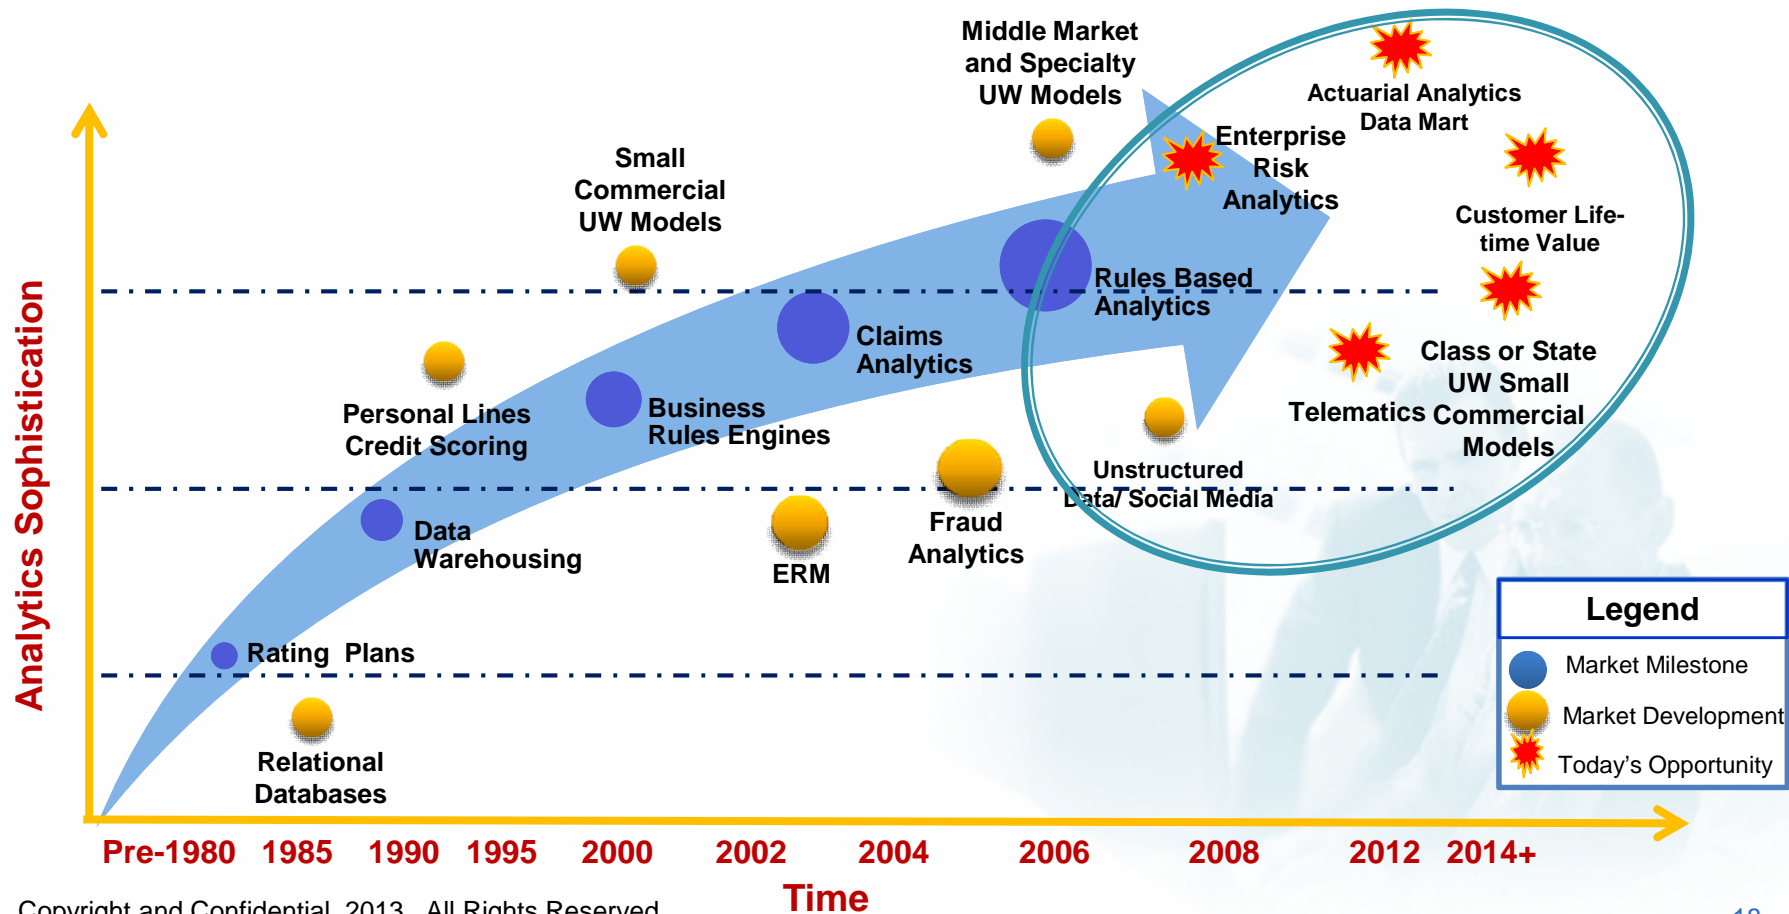 Middle Market
and Specialty
UW Models
Actuarial Analytics
Data Mart
Enterprise
Risk
Analytics
Small
Commercial
UW Models
Customer Life-
time Value
Rules Based
Analytics
Claims
Analytics
Class or State
UW Small
Commercial
Models
Telematics
Personal Lines
Credit Scoring
Business
Rules Engines
Unstructured
Data/ Social Media
Fraud
Analytics
Data
Warehousing
ERM
Rating Plans
Relational
Databases
Analytics Sophistication
Legend
Market Milestone
Market Development
Today's Opportunity
Pre-1980 1985 1990 1995 2000 2002 2004 2006 2008 2012 2014+
Time
Copyright and Confidential 2013 All Rights Reserved